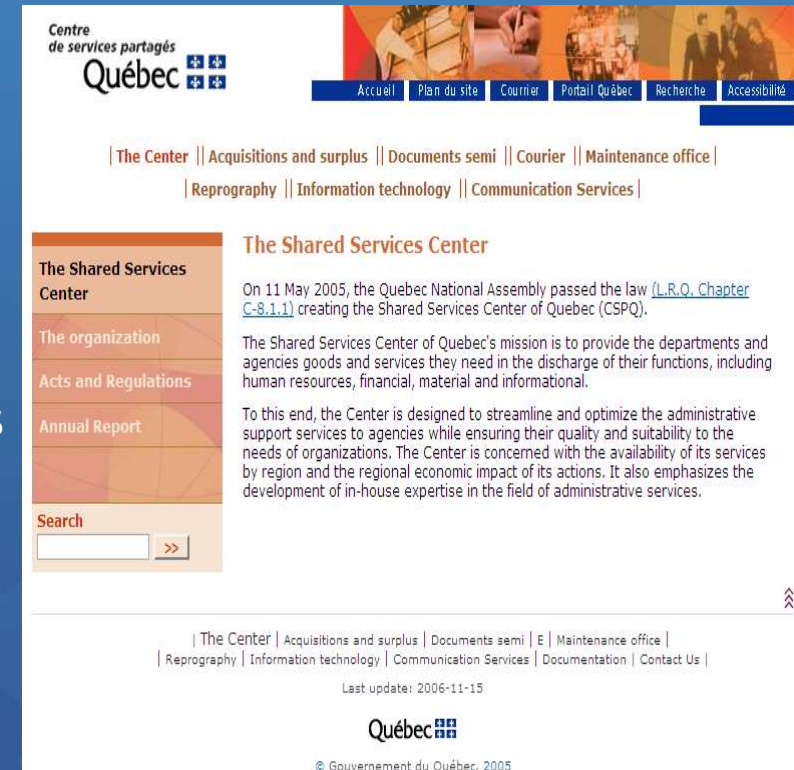 Centre
de services partagés
Québec
Accueil Plan du site Courrier Portail Québec Recherche Accessibilité
| The Center || Acquisitions and surplus || Documents semi || Courier || Maintenance office |
| Reprography || Information technology || Communication Services |
The Shared Services
Center
The organization
Acts and Regulations
Annual Report
Search
>>
The Shared Services Center
On 11 May 2005, the Quebec National Assembly passed the law (L.R.Q. Chapter
C-8.1.1) creating the Shared Services Center of Quebec (CSPQ).
The Shared Services Center of Quebec's mission is to provide the departments and
agencies goods and services they need in the discharge of their functions, including
human resources, financial, material and informational.
To this end, the Center is designed to streamline and optimize the administrative
support services to agencies while ensuring their quality and suitability to the
needs of organizations. The Center is concerned with the availability of its services
by region and the regional economic impact of its actions. It also emphasizes the
development of in-house expertise in the field of administrative services.
s
| The Center | Acquisitions and surplus | Documents semi | E | Maintenance office |
| Reprography | Information technology | Communication Services | Documentation | Contact Us |
Last update: 2006-11-15
Québec
© Gouvernement du Québec, 2005